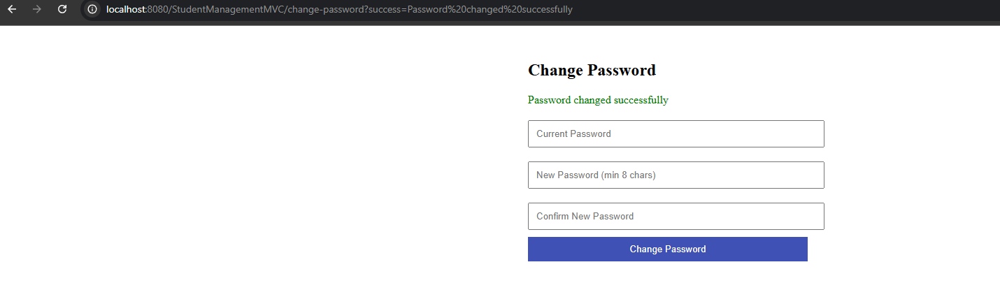 localhost:8080/StudentManagementMVC/change-password?success=Password%20changed%20successfully
Change Password
Password changed successfully
Current Password
New Password (min 8 chars)
Confirm New Password
Change Password